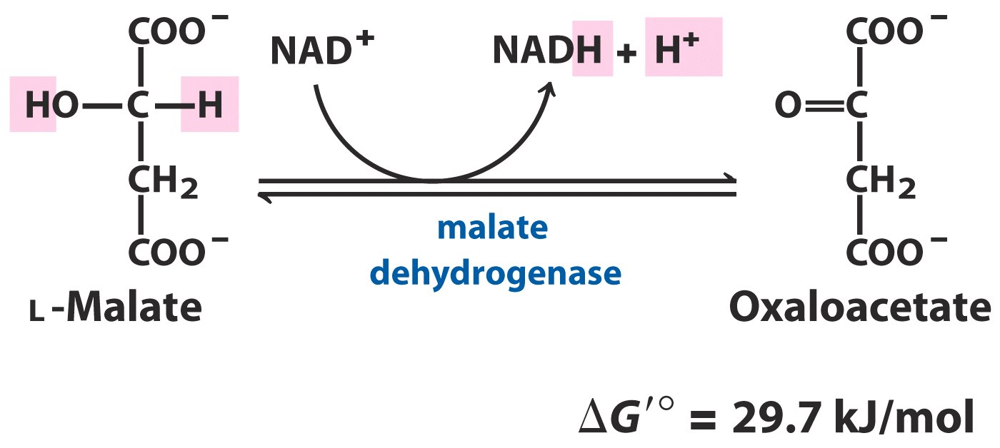 COO⁻
HO—C—H
CH₂
COO⁻
L-Malate
NAD⁺
NADH + H⁺
malate
dehydrogenase
COO⁻
O=C
CH₂
COO⁻
Oxaloacetate
ΔG′° = 29.7 kJ/mol